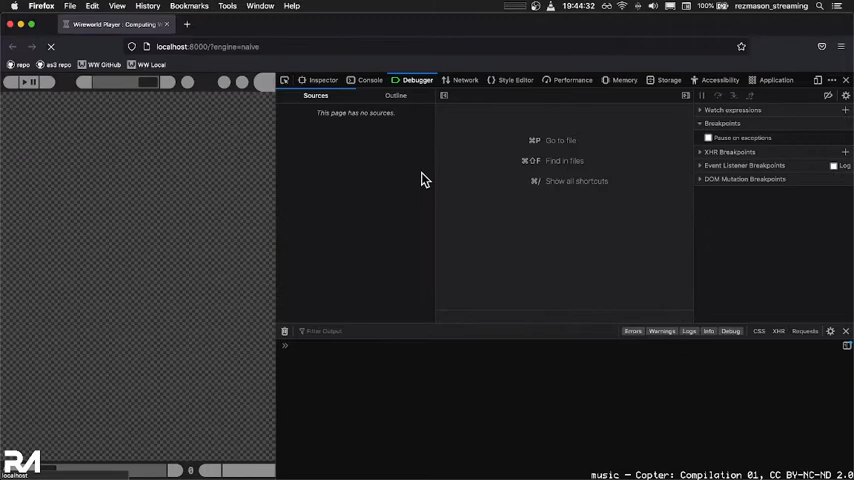 Firefox File Edit View History Bookmarks Tools Window Help 19:44:32 100% rezmason_streaming
Wireworld Player : Computing W
localhost:8000/?engine=naive
repo as3 repo WW GitHub WW Local
Inspector Console Debugger Network Style Editor Performance Memory Storage Accessibility Application
Sources Outline
This page has no sources.
⌘P Go to file
⌘⇧F Find in files
⌘/ Show all shortcuts
Watch expressions
Breakpoints
Pause on exceptions
XHR Breakpoints
Event Listener Breakpoints Log
DOM Mutation Breakpoints
Filter Output Errors Warnings Logs Info Debug CSS XHR Requests
RA
0
localhost
music – Copter: Compilation 01, CC BY-NC-ND 2.0